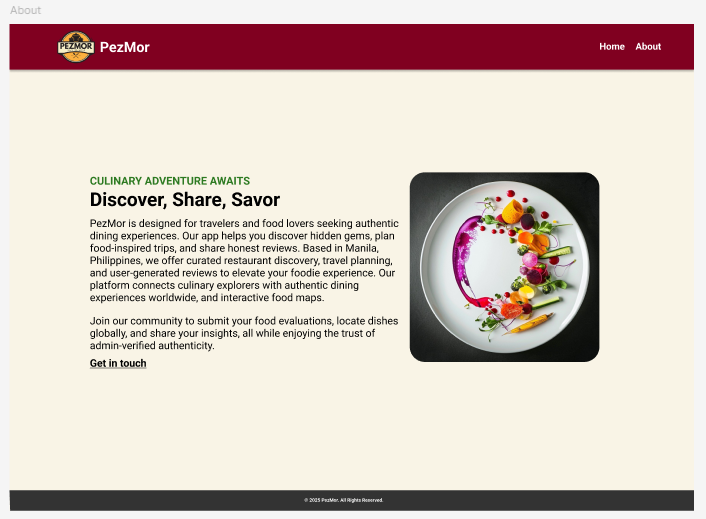 About
PEZMOR
PezMor
Home About
CULINARY ADVENTURE AWAITS
Discover, Share, Savor
PezMor is designed for travelers and food lovers seeking authentic
dining experiences. Our app helps you discover hidden gems, plan
food-inspired trips, and share honest reviews. Based in Manila,
Philippines, we offer curated restaurant discovery, travel planning,
and user-generated reviews to elevate your foodie experience. Our
platform connects culinary explorers with authentic dining
experiences worldwide, and interactive food maps.
Join our community to submit your food evaluations, locate dishes
globally, and share your insights, all while enjoying the trust of
admin-verified authenticity.
Get in touch
© 2025 PezMor. All Rights Reserved.